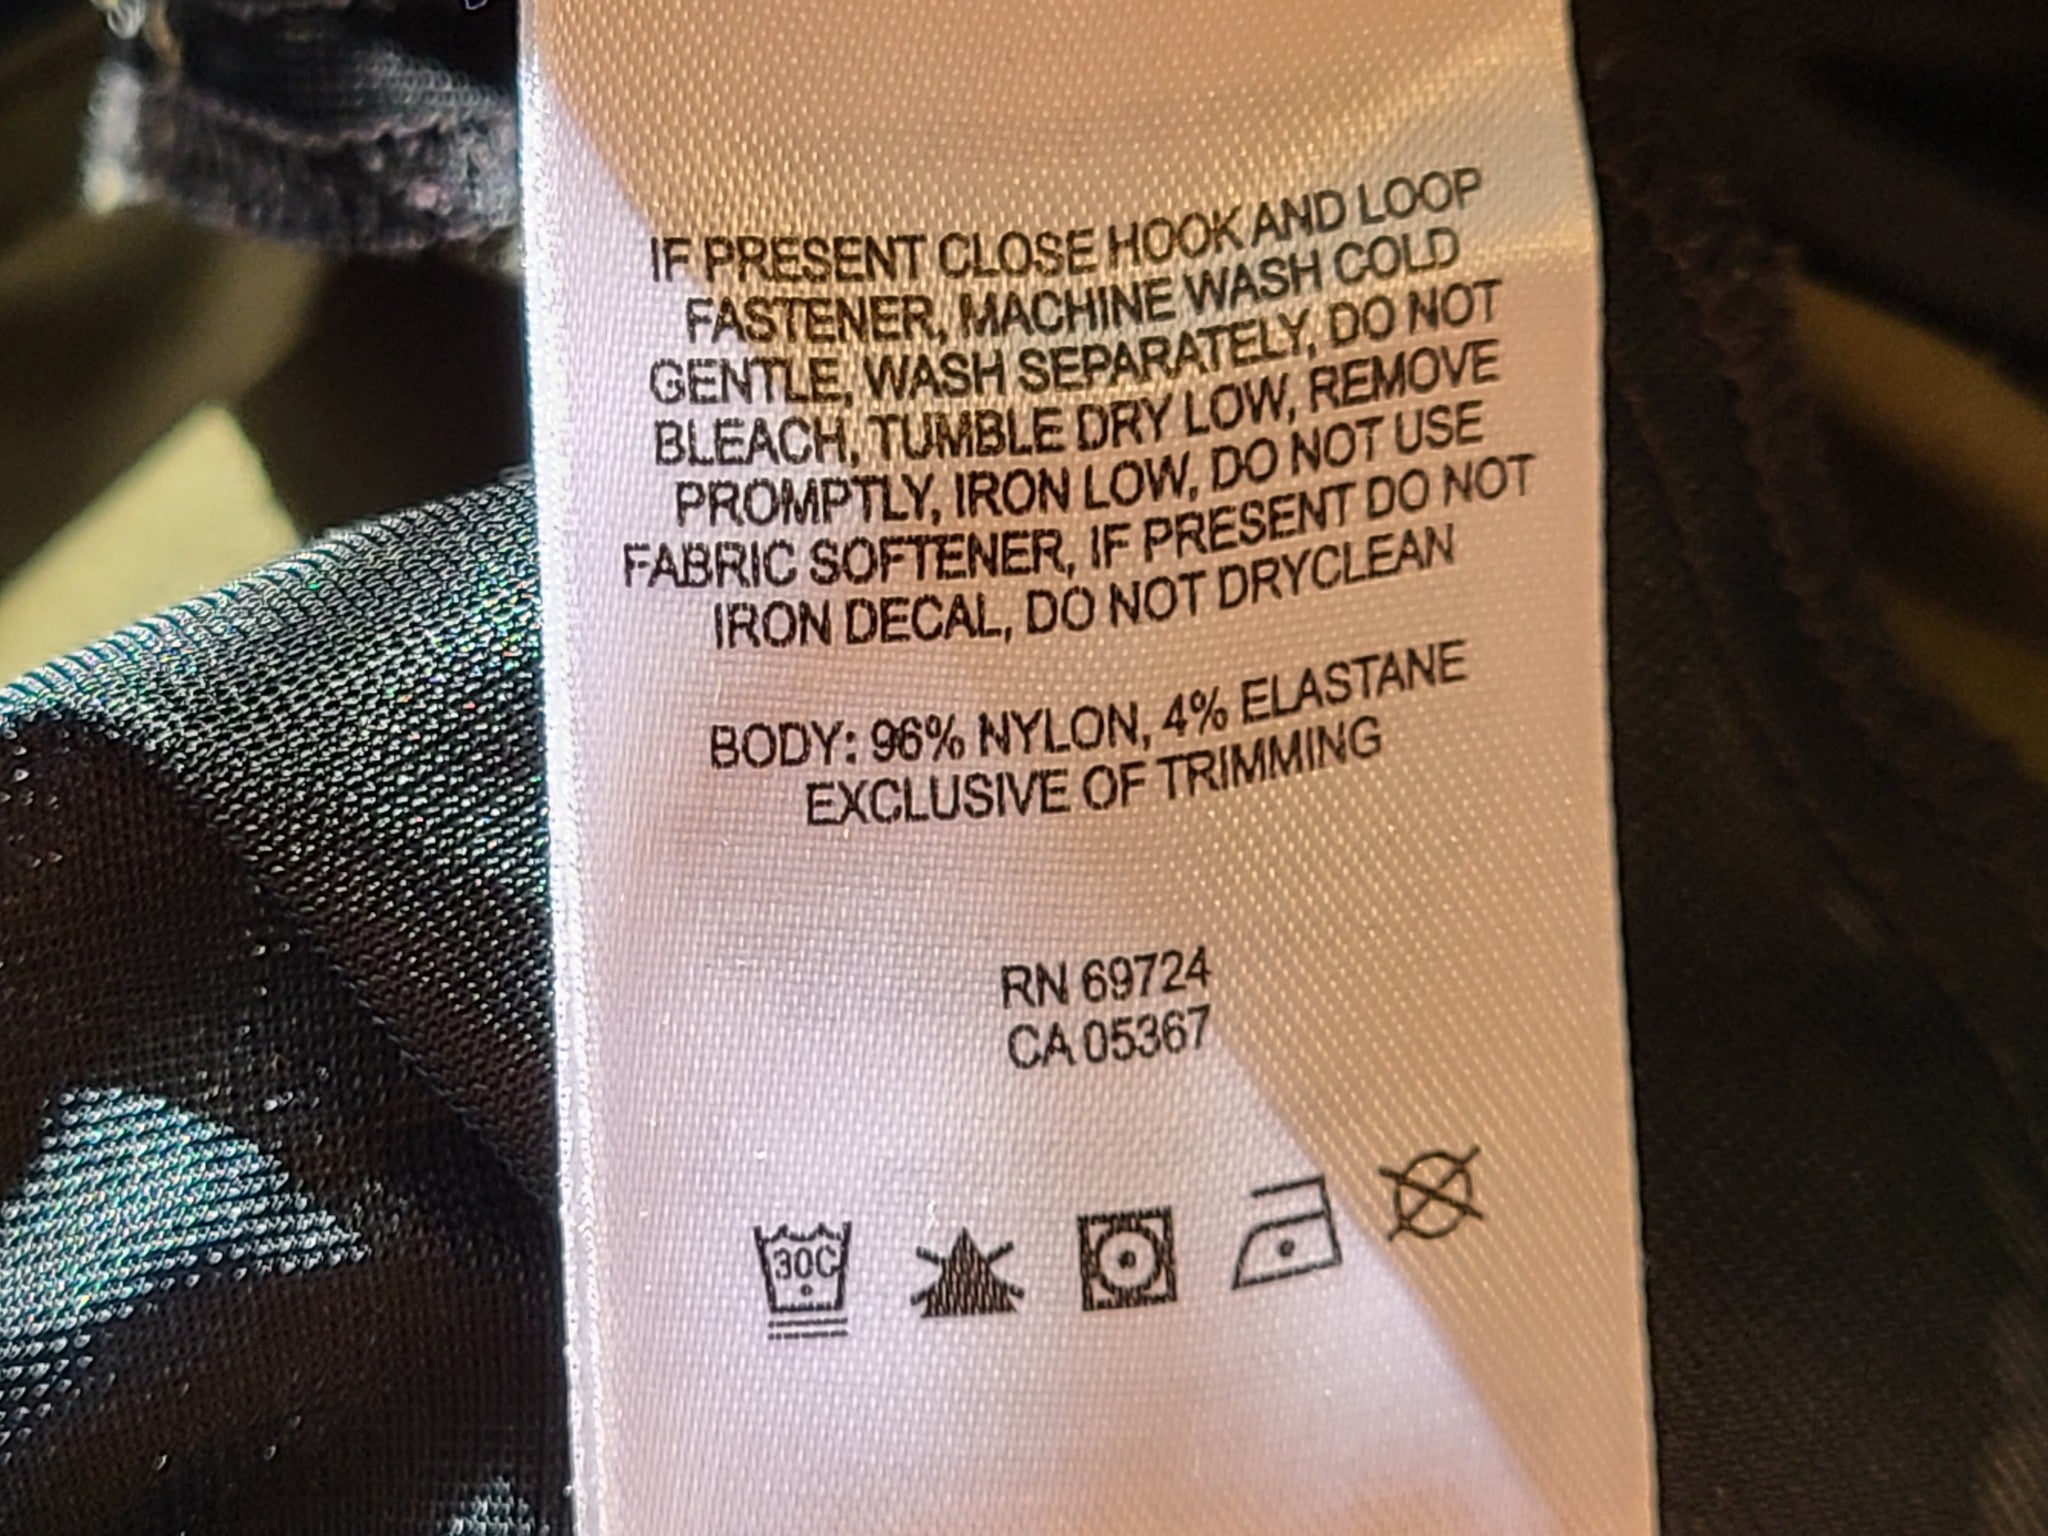 IF PRESENT CLOSE HOOK AND LOOP
FASTENER, MACHINE WASH COLD
GENTLE, WASH SEPARATELY, DO NOT
BLEACH, TUMBLE DRY LOW, REMOVE
PROMPTLY, IRON LOW, DO NOT USE
FABRIC SOFTENER, IF PRESENT DO NOT
IRON DECAL, DO NOT DRYCLEAN
BODY: 96% NYLON, 4% ELASTANE
EXCLUSIVE OF TRIMMING
RN 69724
CA 05367
30C